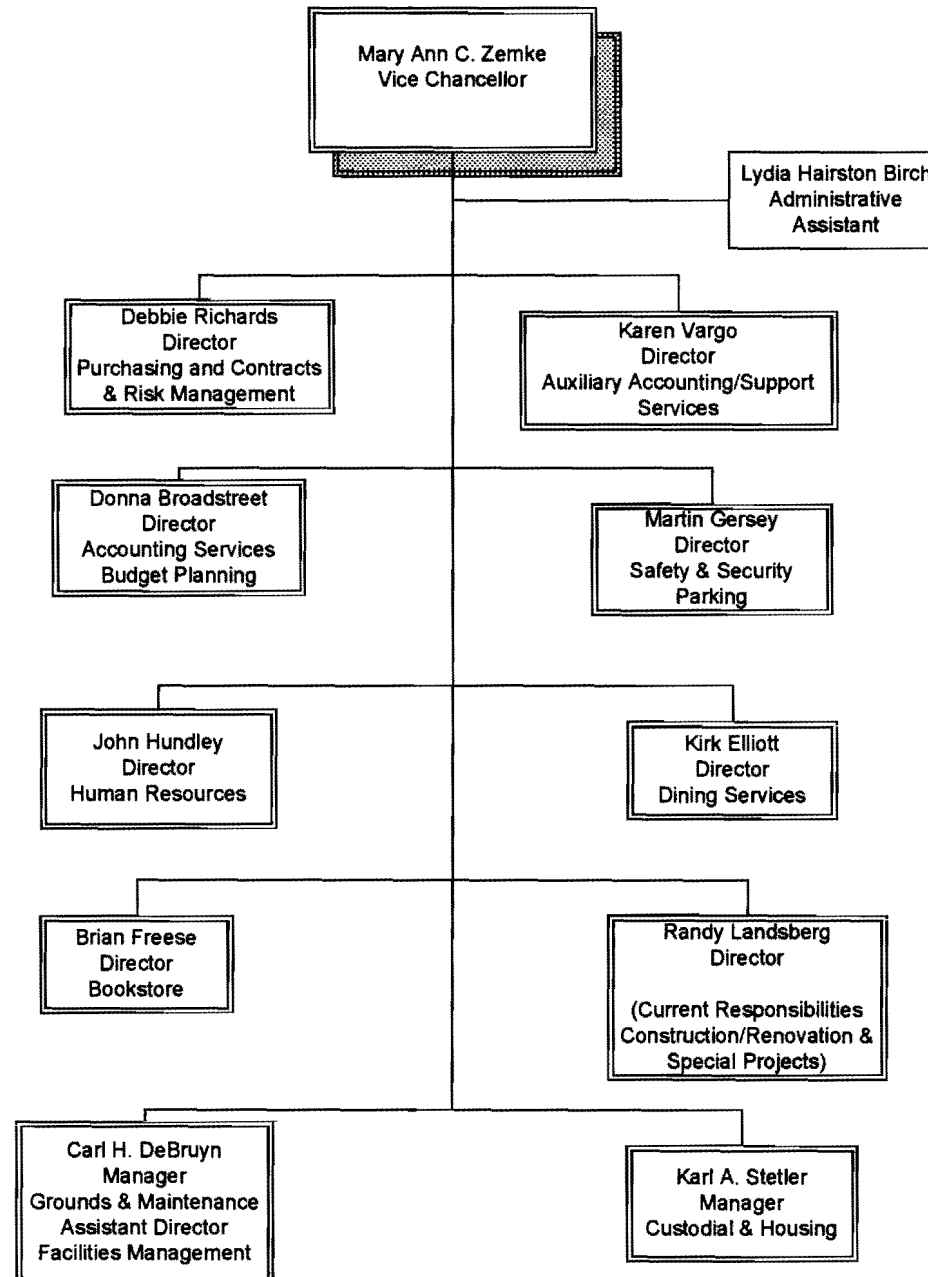 Mary Ann C. Zemke
Vice Chancellor
Lydia Hairston Birch
Administrative
Assistant
Debbie Richards
Director
Purchasing and Contracts
& Risk Management
Karen Vargo
Director
Auxiliary Accounting/Support
Services
Donna Broadstreet
Director
Accounting Services
Budget Planning
Martin Gersey
Director
Safety & Security
Parking
John Hundley
Director
Human Resources
Kirk Elliott
Director
Dining Services
Brian Freese
Director
Bookstore
Randy Landsberg
Director
(Current Responsibilities
Construction/Renovation &
Special Projects)
Carl H. DeBruyn
Manager
Grounds & Maintenance
Assistant Director
Facilities Management
Karl A. Stetler
Manager
Custodial & Housing